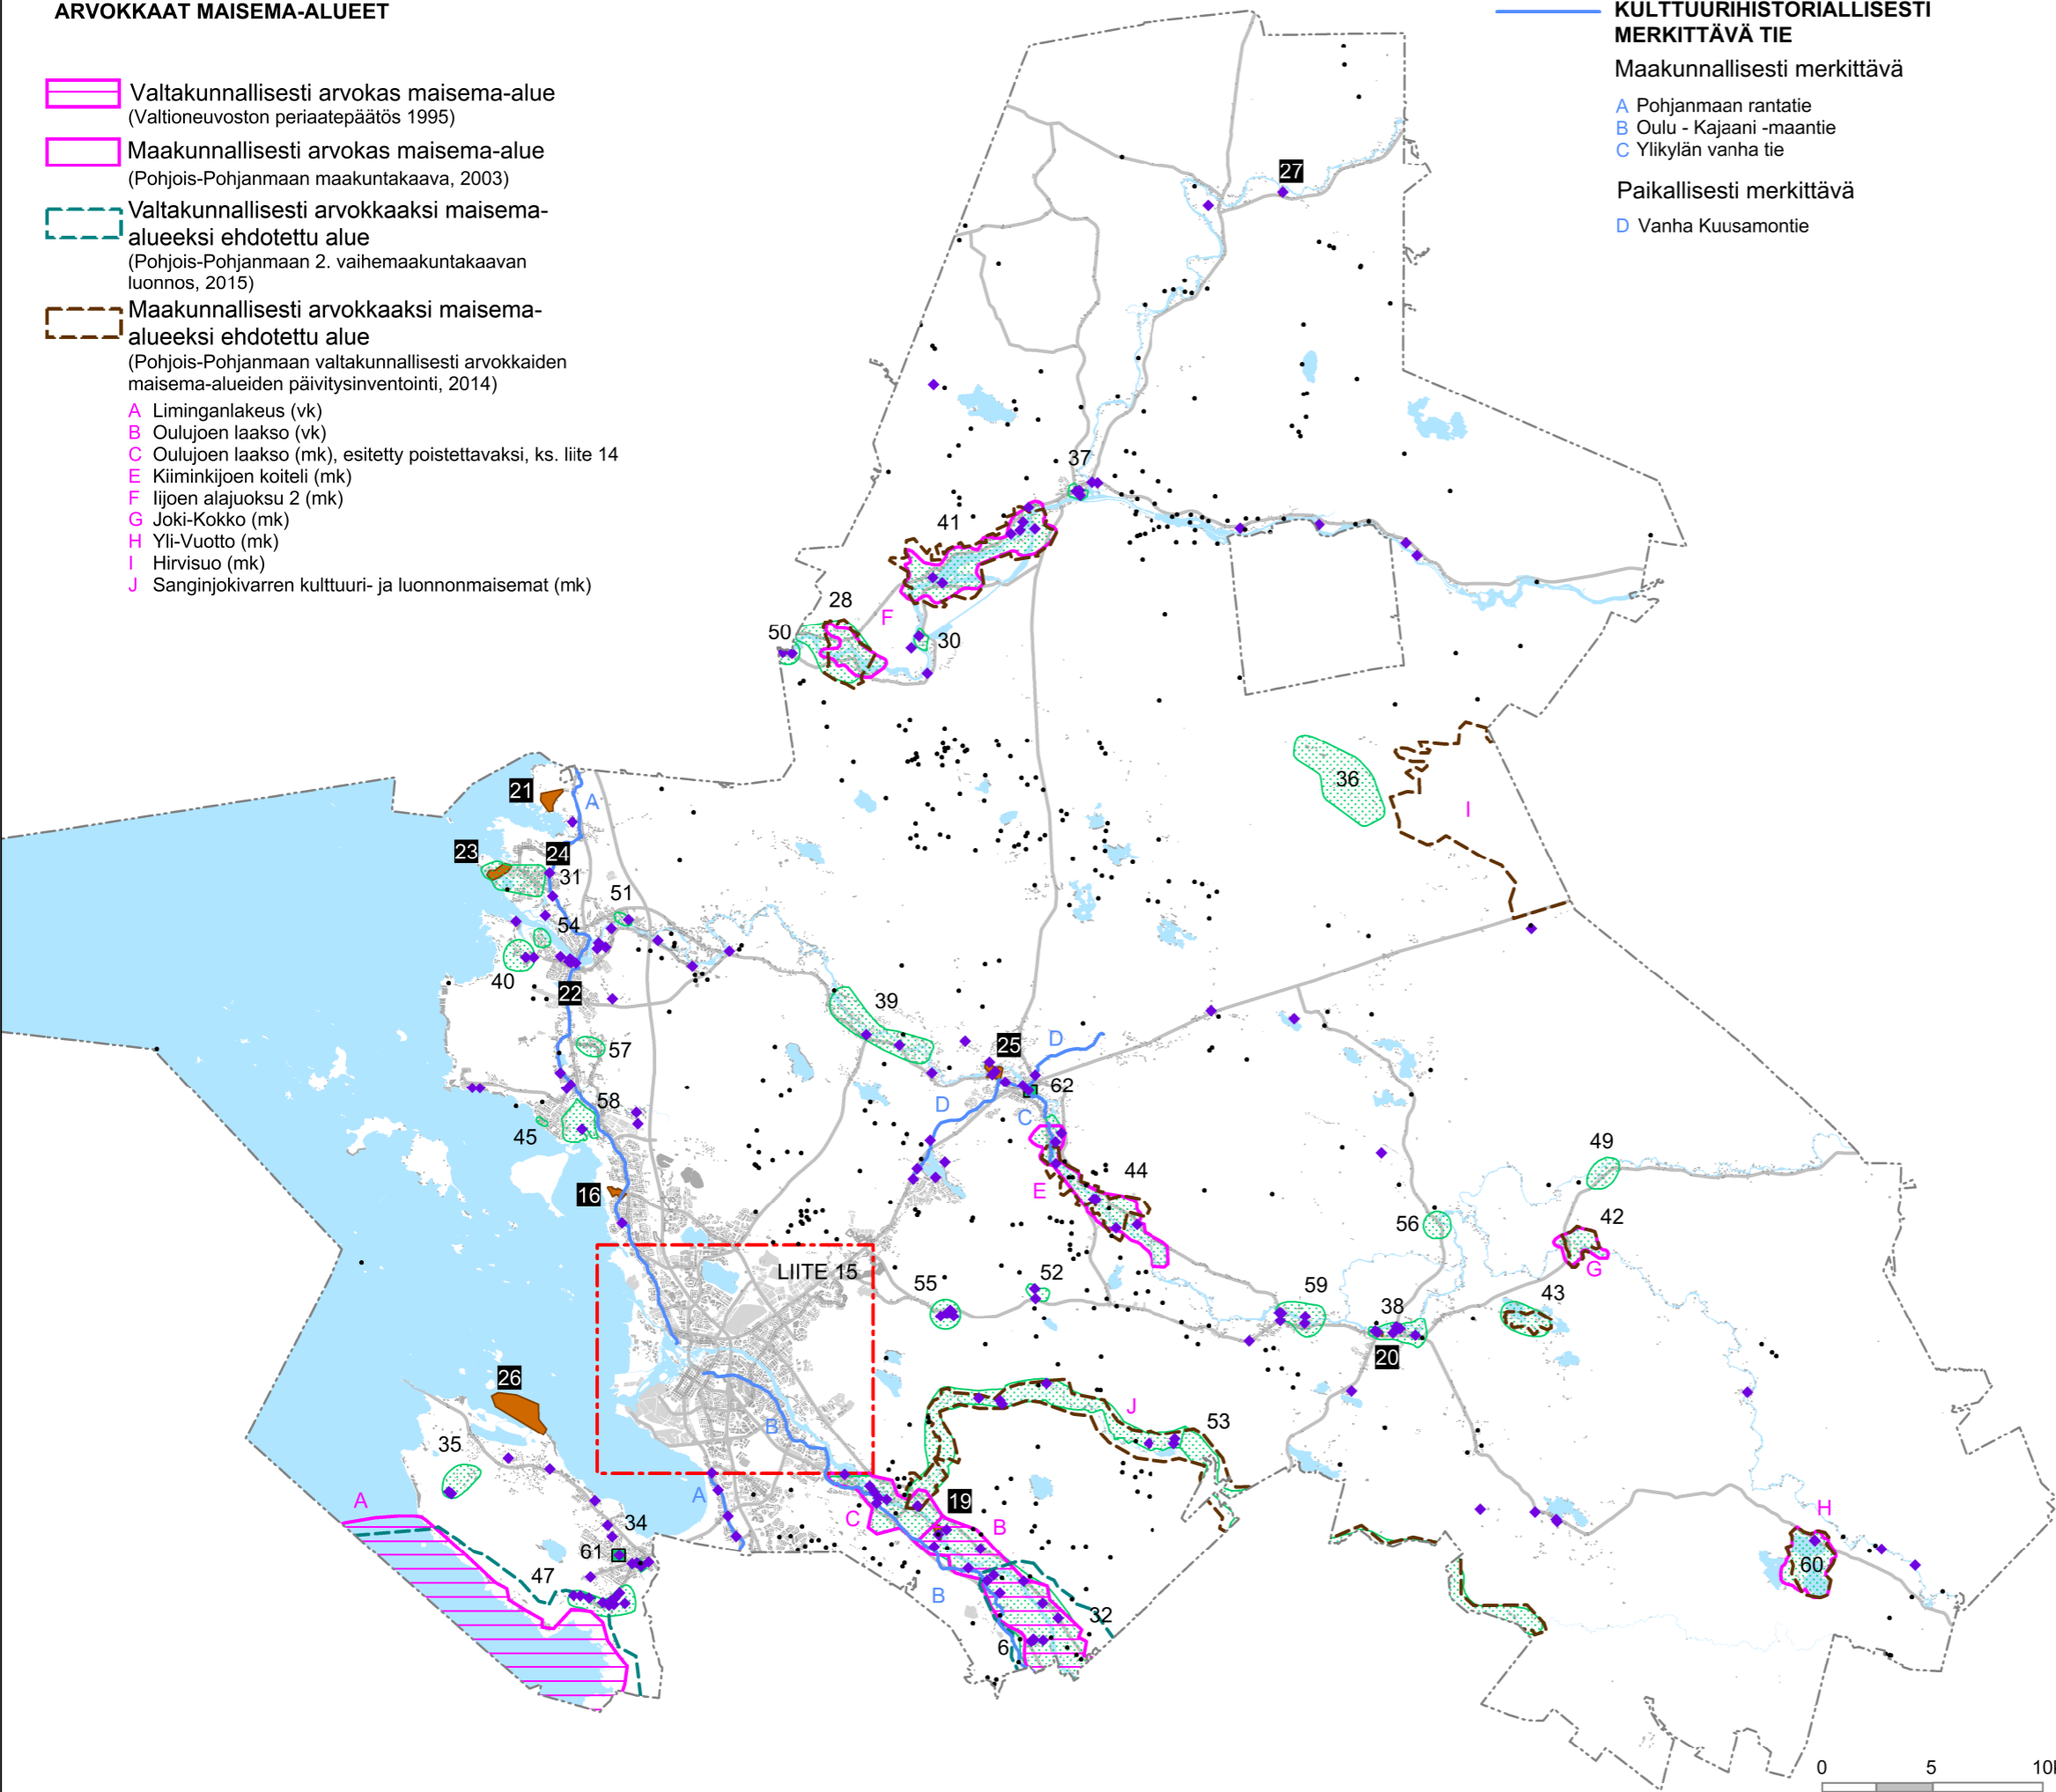 ARVOKKAAT MAISEMA-ALUEET
Valtakunnallisesti arvokas maisema-alue
(Valtioneuvoston periaatepäätös 1995)
Maakunnallisesti arvokas maisema-alue
(Pohjois-Pohjanmaan maakuntakaava, 2003)
Valtakunnallisesti arvokkaaksi maisema-
alueeksi ehdotettu alue
(Pohjois-Pohjanmaan 2. vaihemaakuntakaavan
luonnos, 2015)
Maakunnallisesti arvokkaaksi maisema-
alueeksi ehdotettu alue
(Pohjois-Pohjanmaan valtakunnallisesti arvokkaiden
maisema-alueiden päivitysinventointi, 2014)
A Liminganlakeus (vk)
B Oulujoen laakso (vk)
C Oulujoen laakso (mk), esitetty poistettavaksi, ks. liite 14
E Kiiminkijoen koiteli (mk)
F Iijoen alajuoksu 2 (mk)
G Joki-Kokko (mk)
H Yli-Vuotto (mk)
I Hirvisuo (mk)
J Sanginjokivarren kulttuuri- ja luonnonmaisemat (mk)
KULTTUURIHISTORIALLISESTI
MERKITTÄVÄ TIE
Maakunnallisesti merkittävä
A Pohjanmaan rantatie
B Oulu - Kajaani -maantie
C Ylikylän vanha tie
Paikallisesti merkittävä
D Vanha Kuusamontie
27
37
41
28
F
50
30
36
I
21
A
23
24
31
51
54
40
22
39
57
25
D
62
58
D
C
45
44
49
16
E
56
42
G
LIITE 15
55
52
59
38
43
20
26
J
53
B
35
A
A
19
C
B
H
34
61
60
47
B
32
6
0 5 10